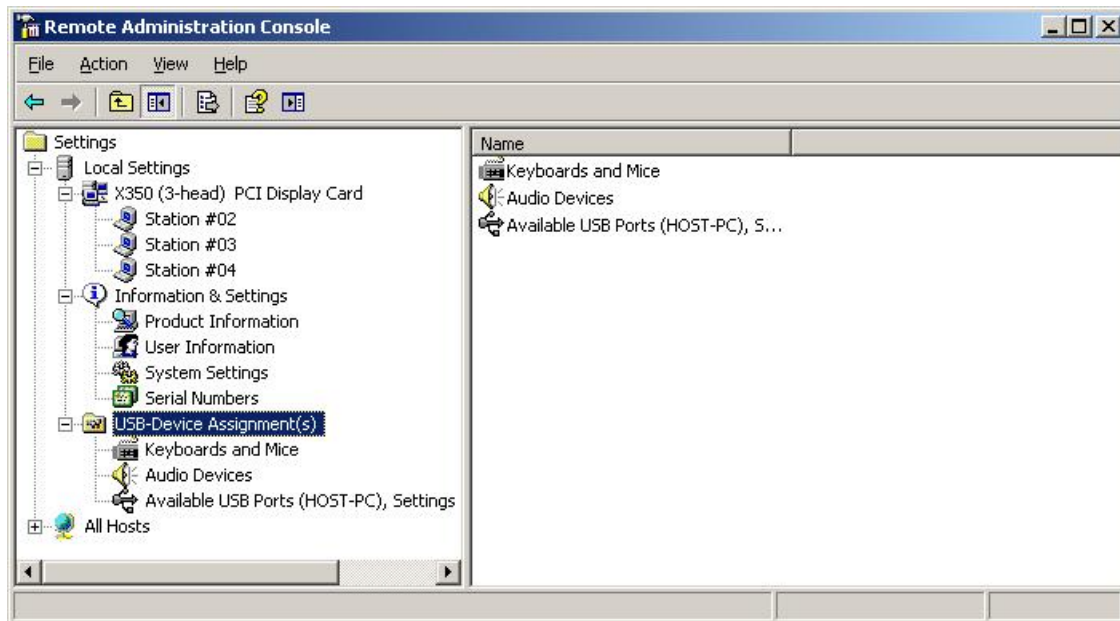 Remote Administration Console
File Action View Help
Settings
Local Settings
X350 (3-head) PCI Display Card
Station #02
Station #03
Station #04
Information & Settings
Product Information
User Information
System Settings
Serial Numbers
USB-Device Assignment(s)
Keyboards and Mice
Audio Devices
Available USB Ports (HOST-PC), Settings
All Hosts
Name
Keyboards and Mice
Audio Devices
Available USB Ports (HOST-PC), S...